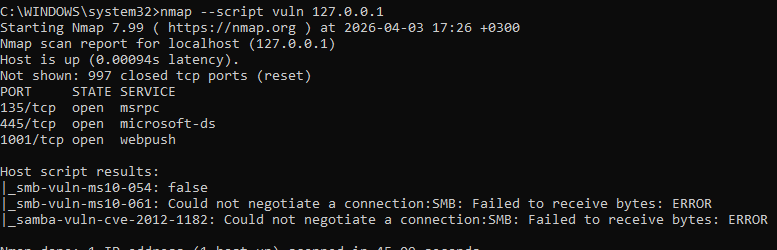 C:\WINDOWS\system32>nmap --script vuln 127.0.0.1
Starting Nmap 7.99 ( https://nmap.org ) at 2026-04-03 17:26 +0300
Nmap scan report for localhost (127.0.0.1)
Host is up (0.00094s latency).
Not shown: 997 closed tcp ports (reset)
PORT     STATE SERVICE
135/tcp  open  msrpc
445/tcp  open  microsoft-ds
1001/tcp open  webpush
Host script results:
|_smb-vuln-ms10-054: false
|_smb-vuln-ms10-061: Could not negotiate a connection:SMB: Failed to receive bytes: ERROR
|_samba-vuln-cve-2012-1182: Could not negotiate a connection:SMB: Failed to receive bytes: ERROR
Nmap done: 1 IP address (1 host up) scanned in 45.99 seconds